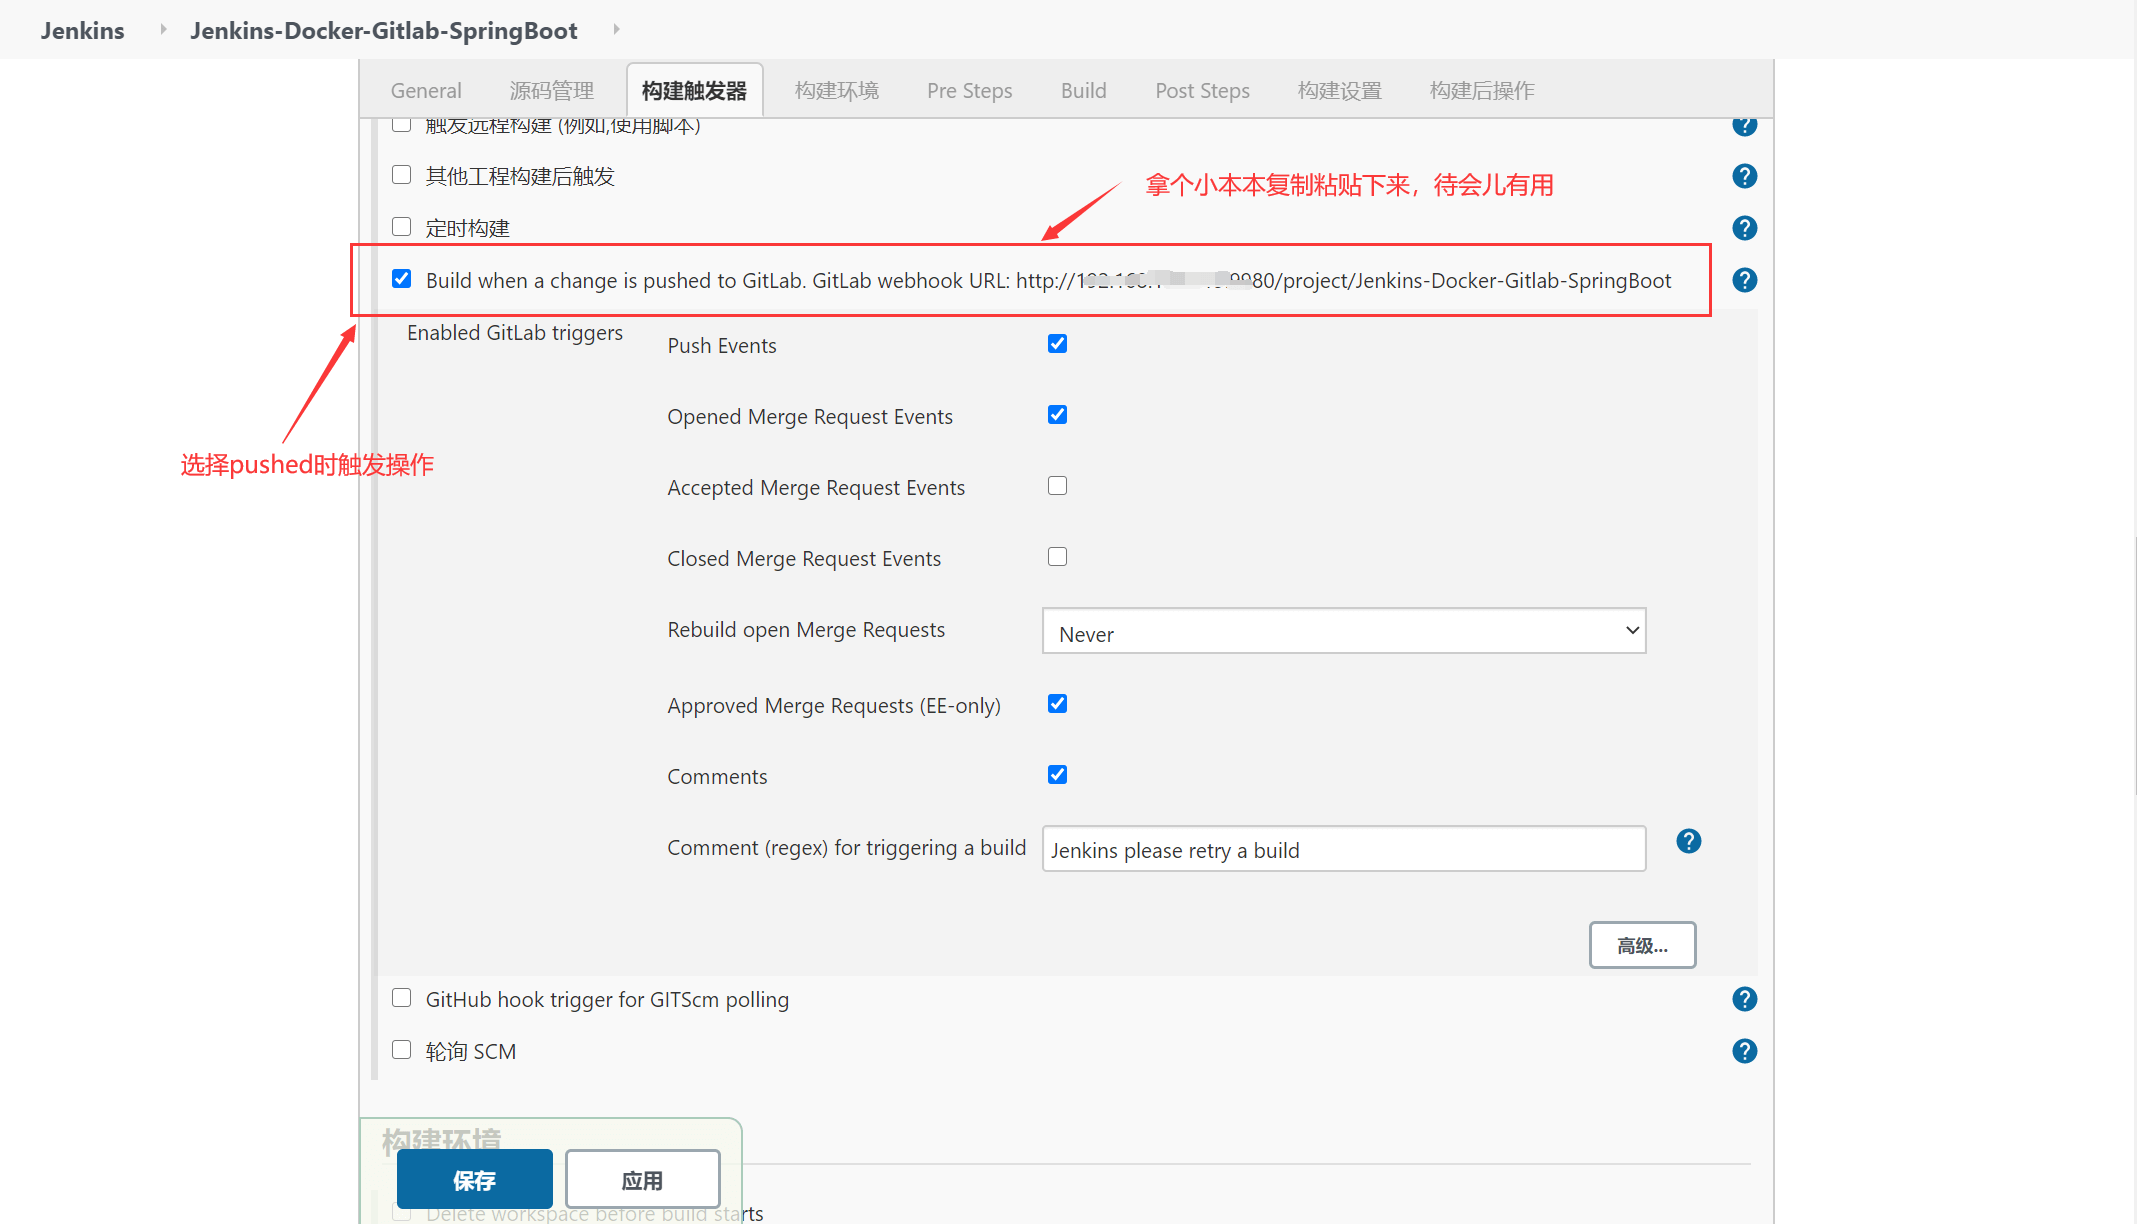 Jenkins Jenkins-Docker-Gitlab-SpringBoot
General 源码管理 构建触发器 构建环境 Pre Steps Build Post Steps 构建设置 构建后操作
触发远程构建 (例如,使用脚本)
其他工程构建后触发
拿个小本本复制粘贴下来，待会儿有用
定时构建
Build when a change is pushed to GitLab. GitLab webhook URL: http:// 80/project/Jenkins-Docker-Gitlab-SpringBoot
Enabled GitLab triggers
Push Events
Opened Merge Request Events
选择pushed时触发操作
Accepted Merge Request Events
Closed Merge Request Events
Rebuild open Merge Requests Never
Approved Merge Requests (EE-only)
Comments
Comment (regex) for triggering a build Jenkins please retry a build
高级...
GitHub hook trigger for GITScm polling
轮询 SCM
构建环境
保存 应用
Delete workspace before build starts